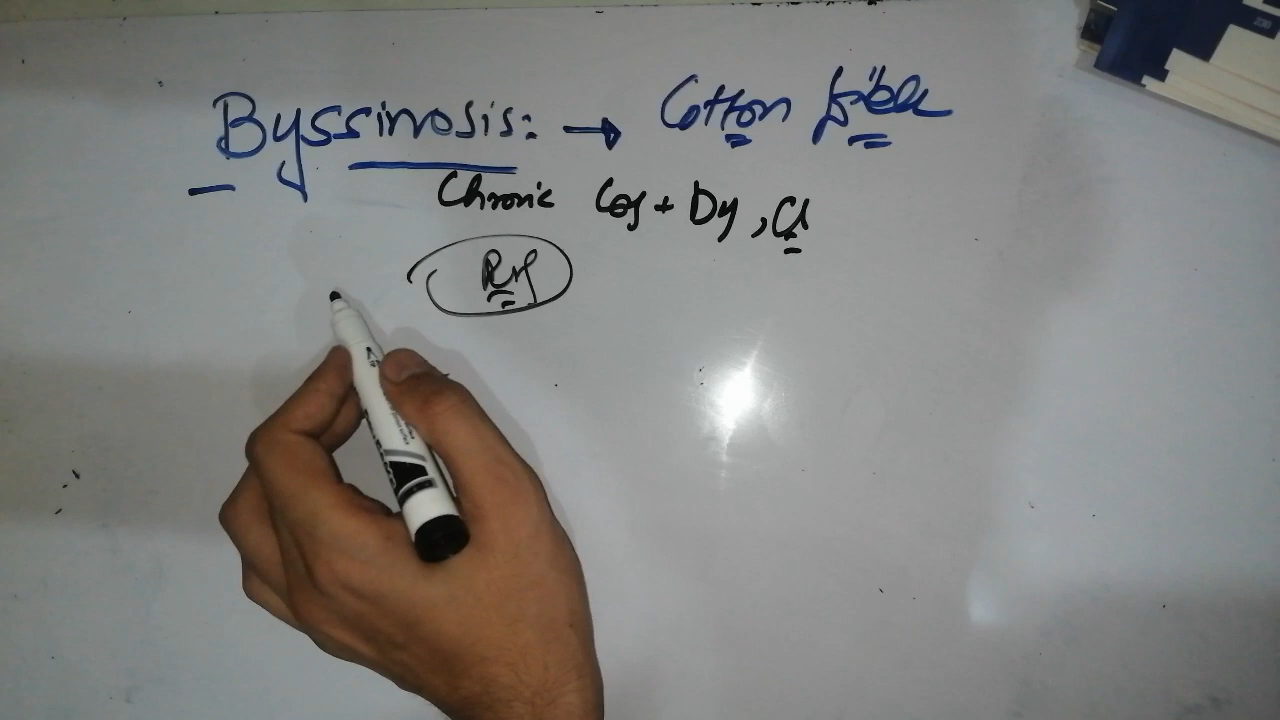 Byssinosis: → Cotton fibre
Chronic Cog + Dy,